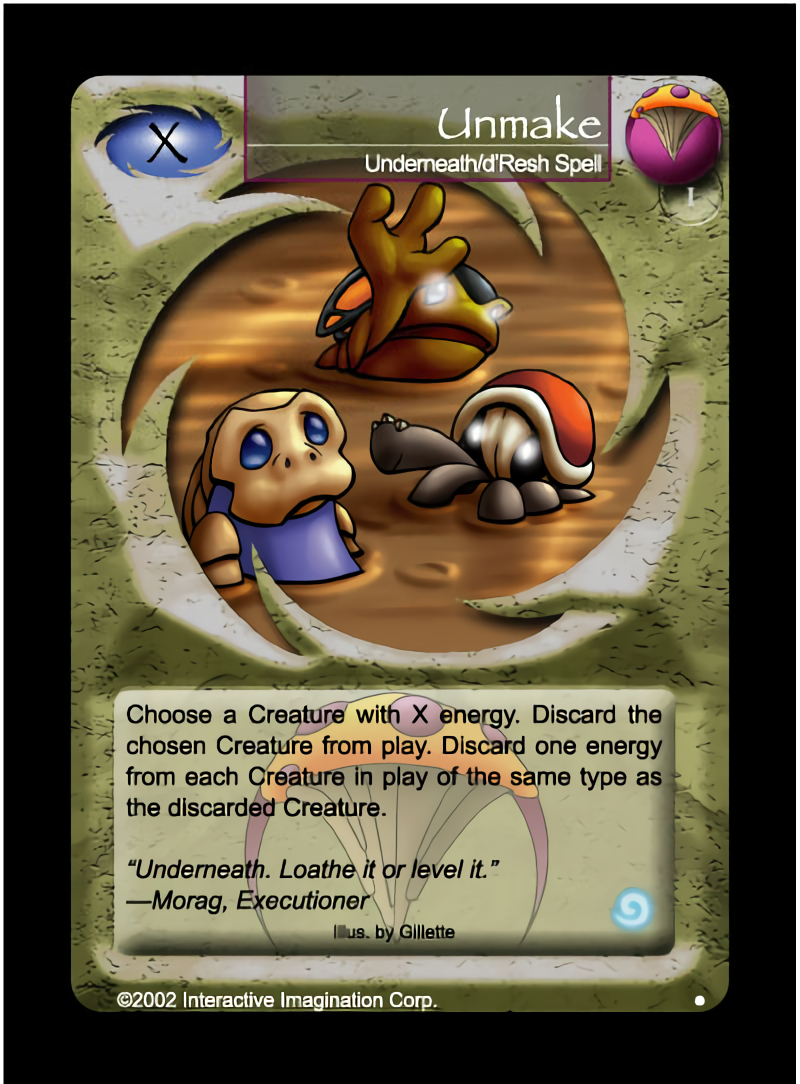 X
Unmake
Underneath/d'Resh Spell
I
Choose a Creature with X energy. Discard the
chosen Creature from play. Discard one energy
from each Creature in play of the same type as
the discarded Creature.
“Underneath. Loathe it or level it.”
—Morag, Executioner
Illus. by Gillette
©2002 Interactive Imagination Corp.